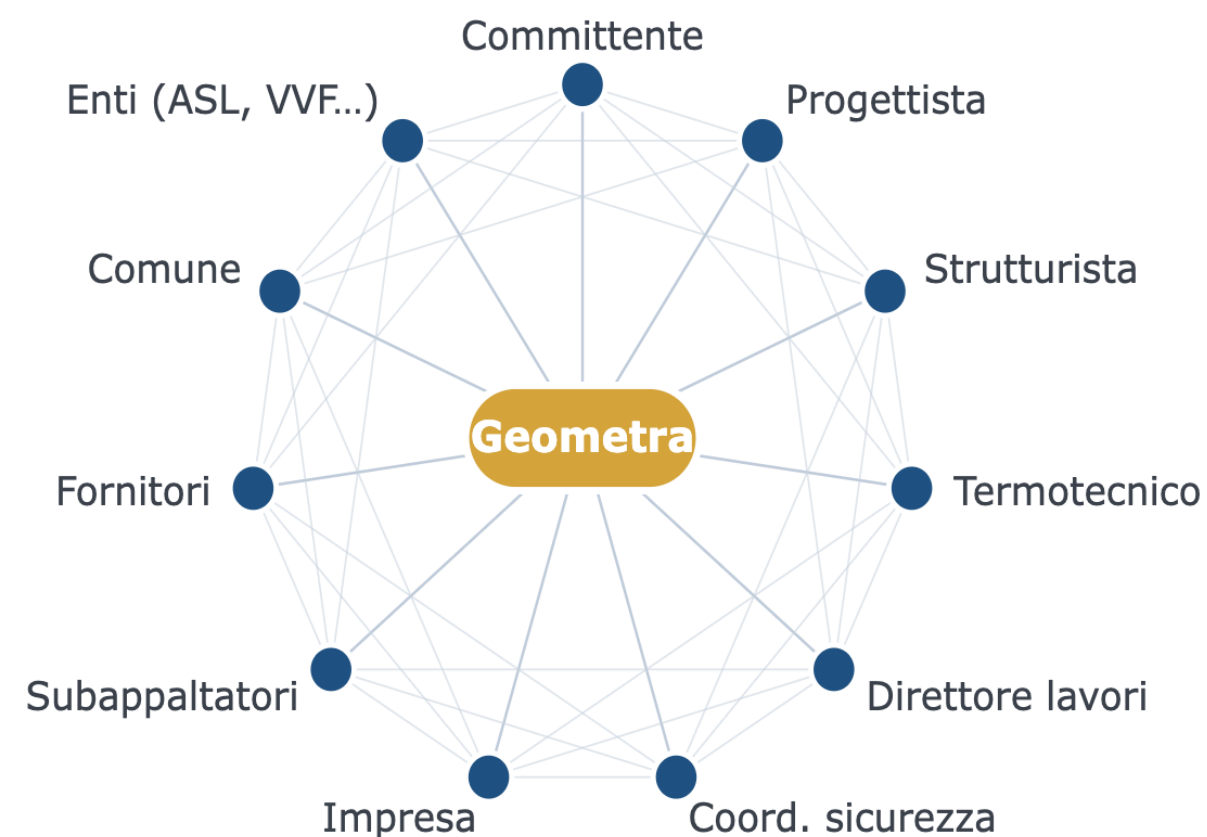 Committente
Enti (ASL, VVF…)
Progettista
Comune
Strutturista
Geometra
Fornitori
Termotecnico
Subappaltatori
Direttore lavori
Impresa
Coord. sicurezza